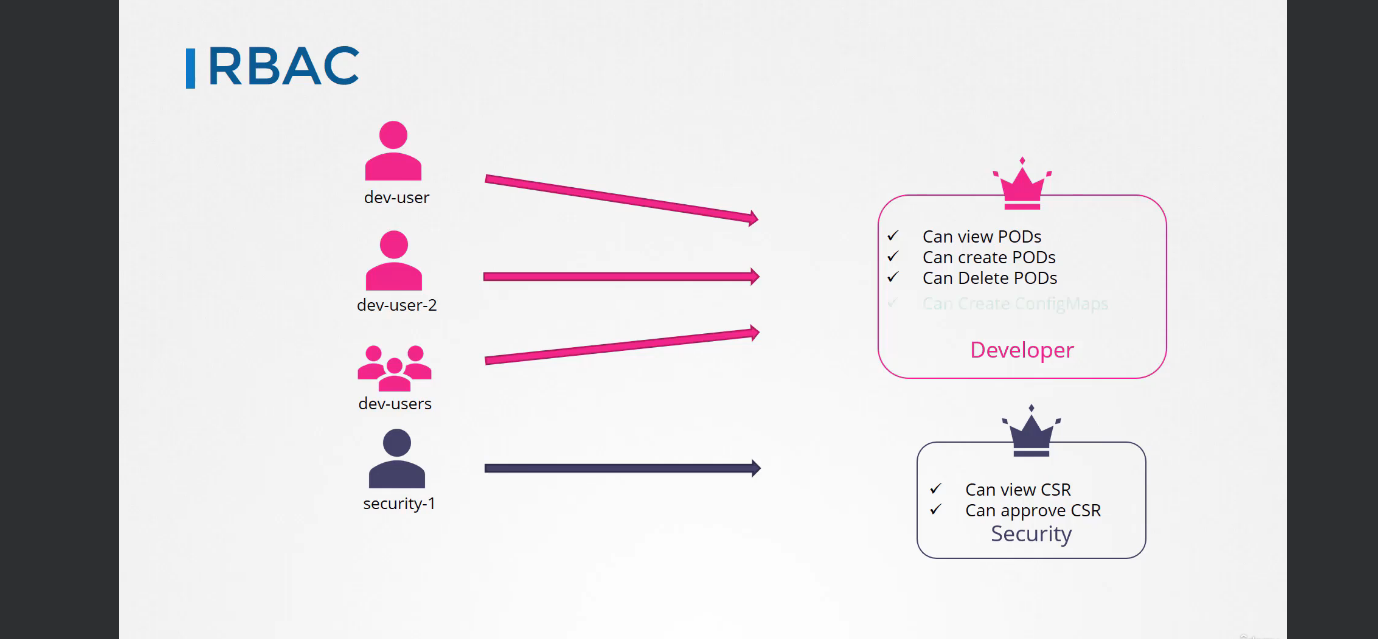 RBAC
dev-user
dev-user-2
dev-users
security-1
✓ Can view PODs
✓ Can create PODs
✓ Can Delete PODs
✓ Can Create ConfigMaps
Developer
✓ Can view CSR
✓ Can approve CSR
Security